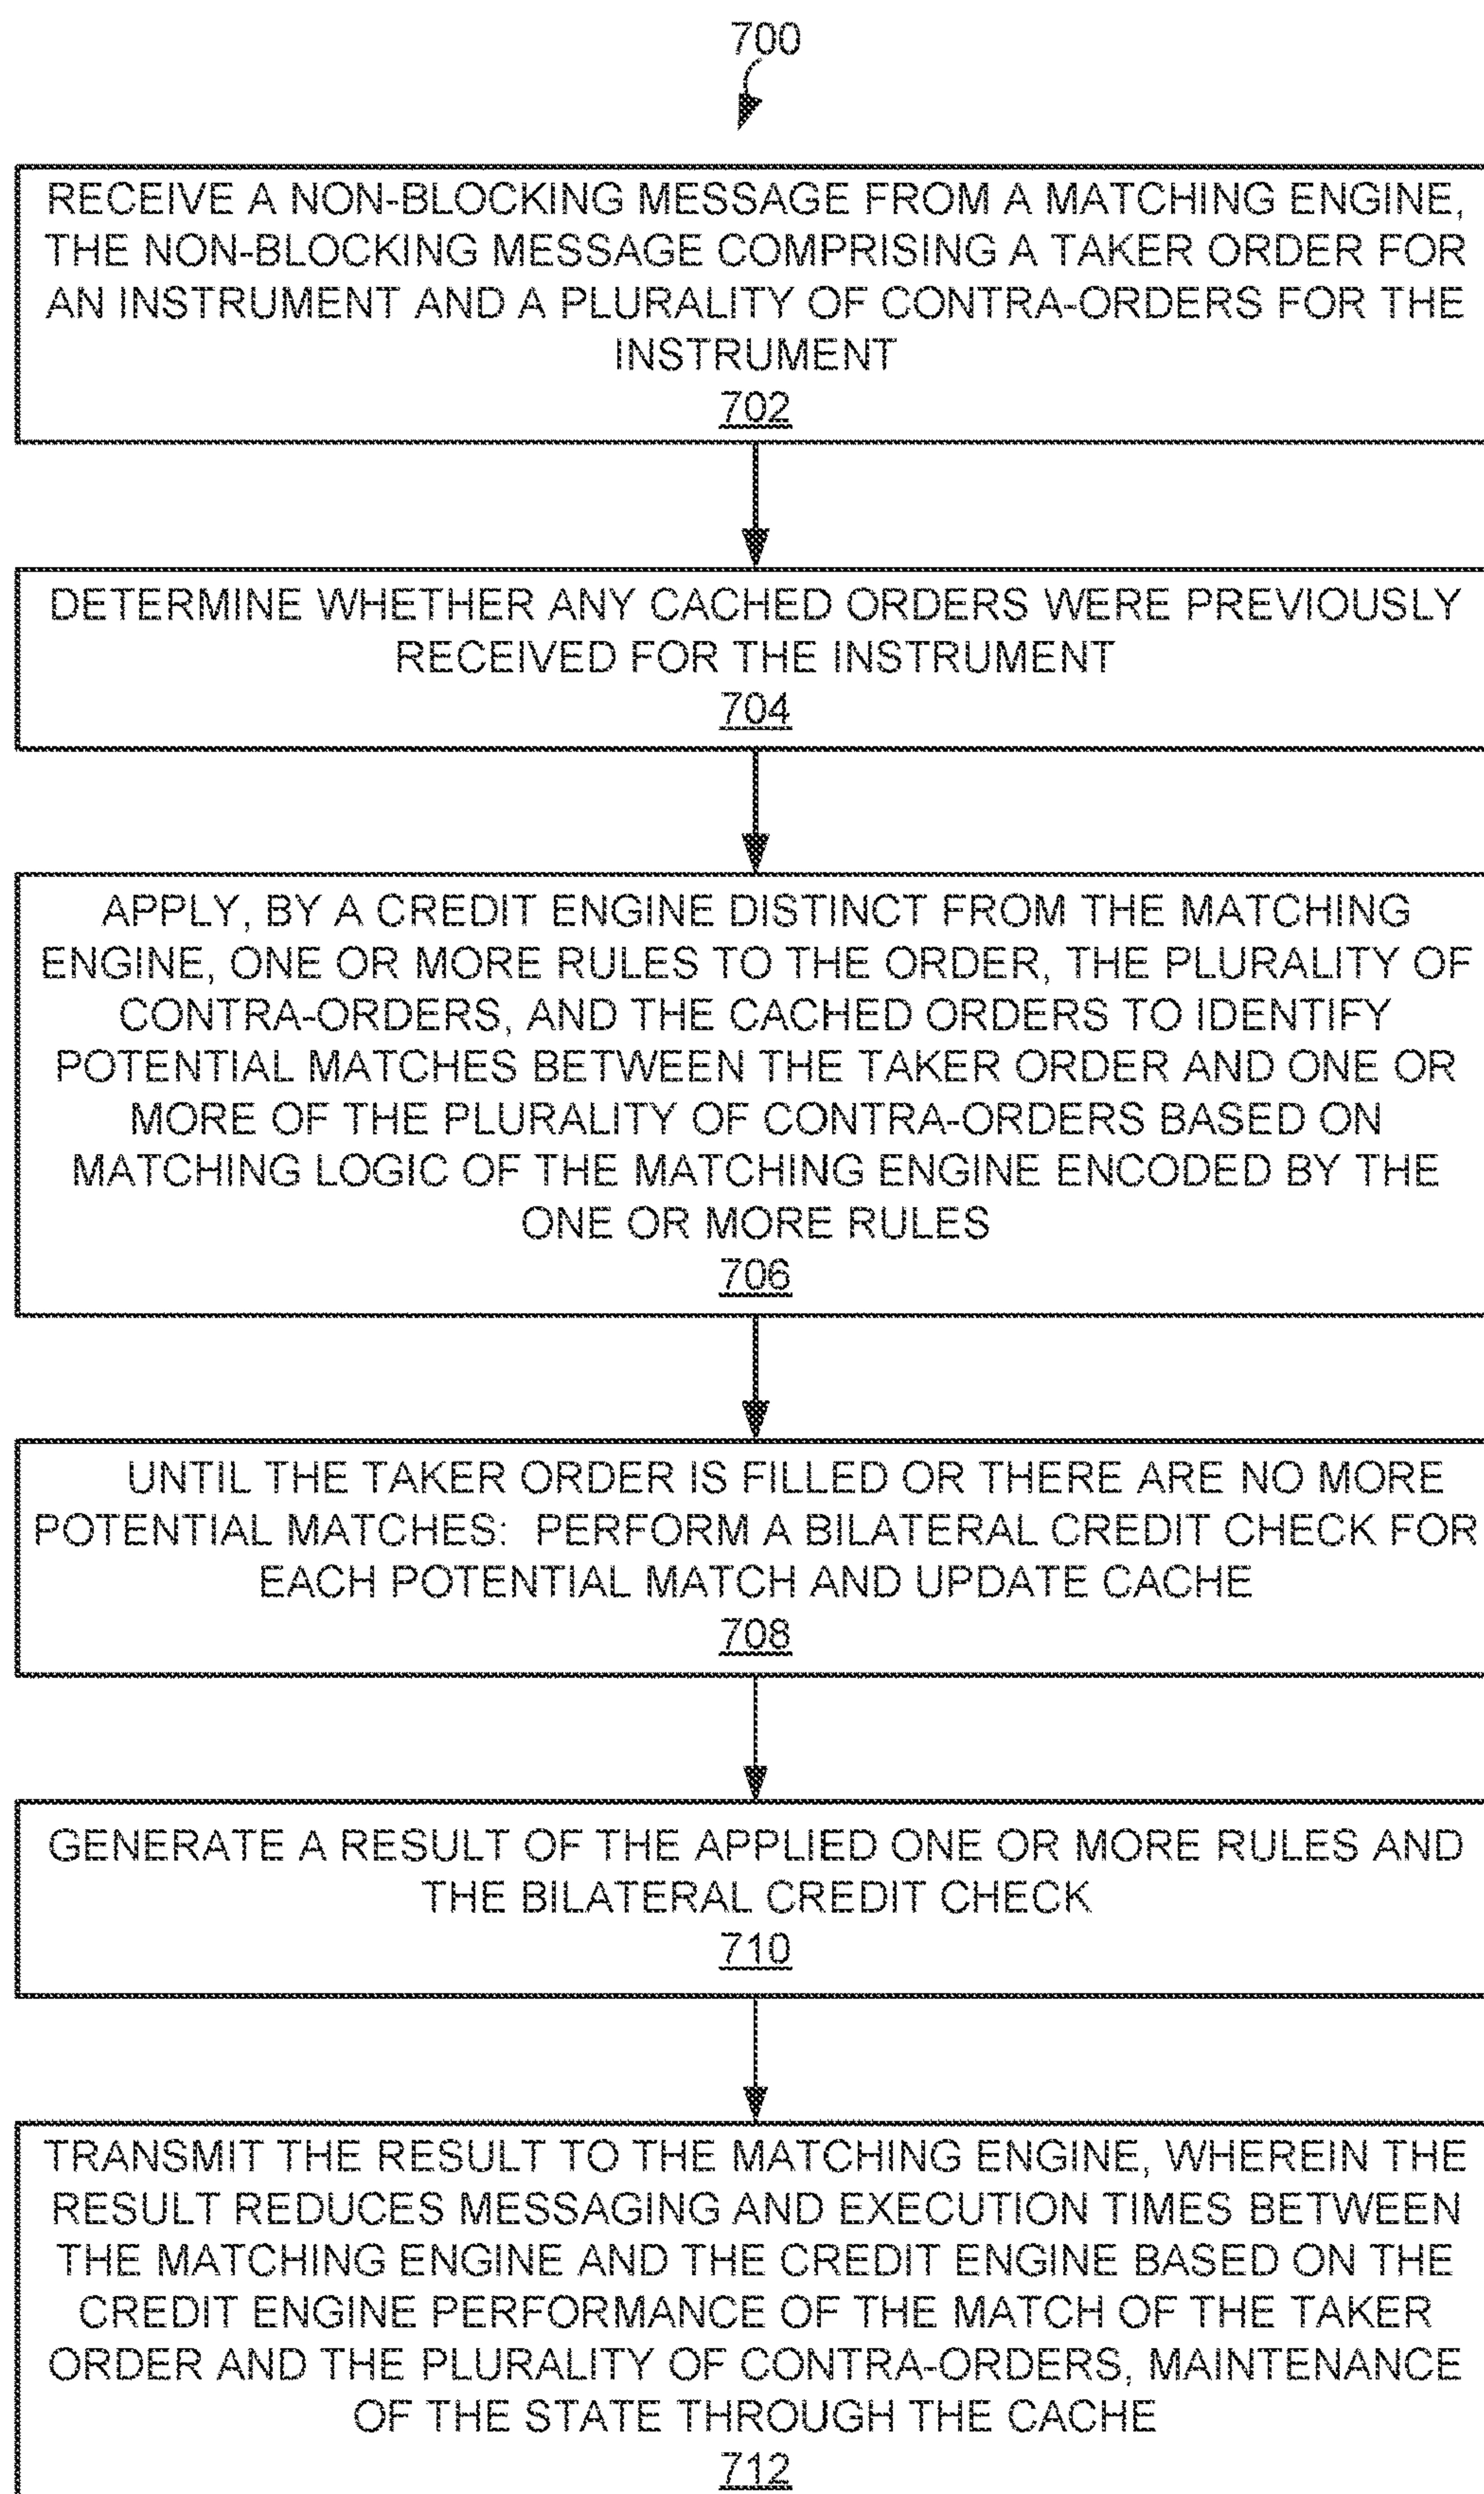 700
RECEIVE A NON-BLOCKING MESSAGE FROM A MATCHING ENGINE,
THE NON-BLOCKING MESSAGE COMPRISING A TAKER ORDER FOR
AN INSTRUMENT AND A PLURALITY OF CONTRA-ORDERS FOR THE
INSTRUMENT
702
DETERMINE WHETHER ANY CACHED ORDERS WERE PREVIOUSLY
RECEIVED FOR THE INSTRUMENT
704
APPLY, BY A CREDIT ENGINE DISTINCT FROM THE MATCHING
ENGINE, ONE OR MORE RULES TO THE ORDER, THE PLURALITY OF
CONTRA-ORDERS, AND THE CACHED ORDERS TO IDENTIFY
POTENTIAL MATCHES BETWEEN THE TAKER ORDER AND ONE OR
MORE OF THE PLURALITY OF CONTRA-ORDERS BASED ON
MATCHING LOGIC OF THE MATCHING ENGINE ENCODED BY THE
ONE OR MORE RULES
706
UNTIL THE TAKER ORDER IS FILLED OR THERE ARE NO MORE
POTENTIAL MATCHES: PERFORM A BILATERAL CREDIT CHECK FOR
EACH POTENTIAL MATCH AND UPDATE CACHE
708
GENERATE A RESULT OF THE APPLIED ONE OR MORE RULES AND
THE BILATERAL CREDIT CHECK
710
TRANSMIT THE RESULT TO THE MATCHING ENGINE, WHEREIN THE
RESULT REDUCES MESSAGING AND EXECUTION TIMES BETWEEN
THE MATCHING ENGINE AND THE CREDIT ENGINE BASED ON THE
CREDIT ENGINE PERFORMANCE OF THE MATCH OF THE TAKER
ORDER AND THE PLURALITY OF CONTRA-ORDERS, MAINTENANCE
OF THE STATE THROUGH THE CACHE
712